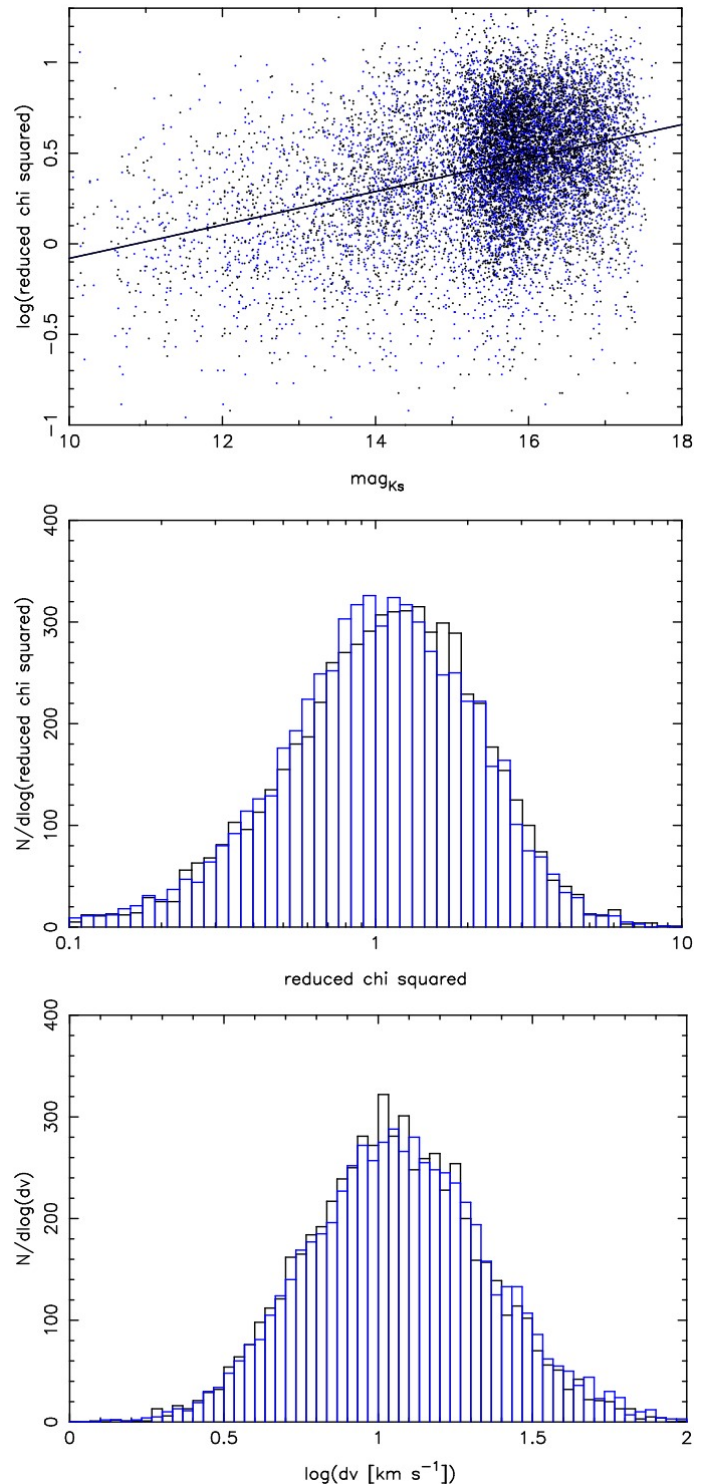 log(reduced chi squared)
1
0.5
0
−0.5
−1
10 12 14 16 18
mag_Ks
N/dlog(reduced chi squared)
400
300
200
100
0
0.1 1 10
reduced chi squared
N/dlog(dv)
400
300
200
100
0
0 0.5 1 1.5 2
log(dv [km s⁻¹])